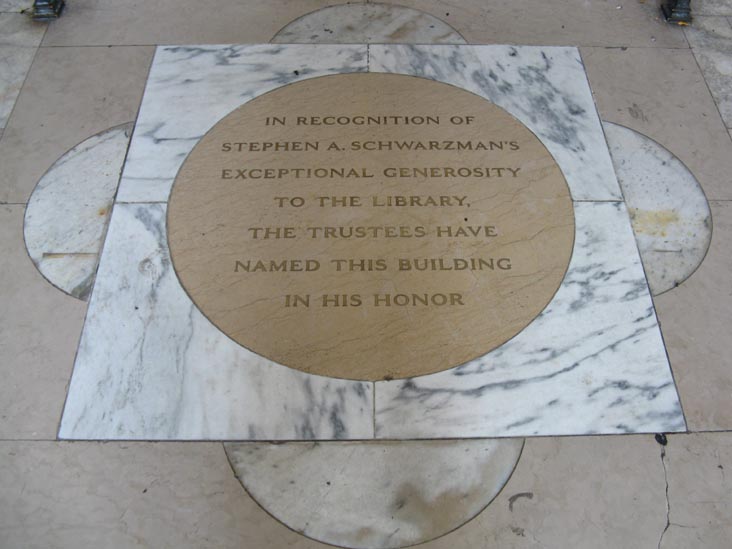 IN RECOGNITION OF
STEPHEN A. SCHWARZMAN'S
EXCEPTIONAL GENEROSITY
TO THE LIBRARY,
THE TRUSTEES HAVE
NAMED THIS BUILDING
IN HIS HONOR